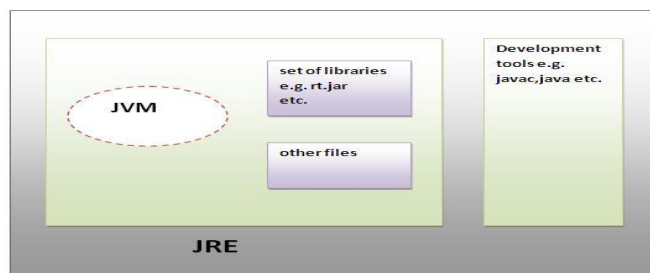 JVM
set of libraries
e.g. rt.jar
etc.
other files
JRE
Development
tools e.g.
javac,java etc.